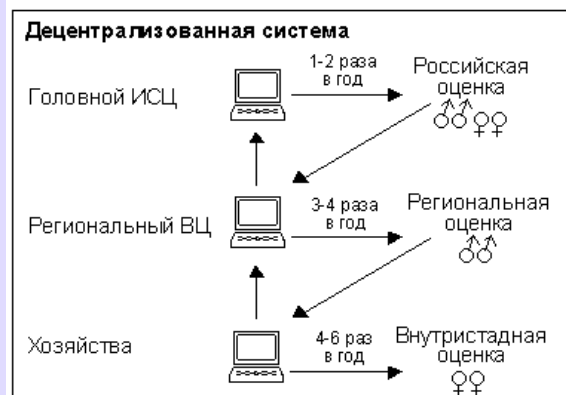 Децентрализованная система
Головной ИСЦ
1-2 раза
в год
Российская
оценка
Региональный ВЦ
3-4 раза
в год
Региональная
оценка
Хозяйства
4-6 раз
в год
Внутристадная
оценка